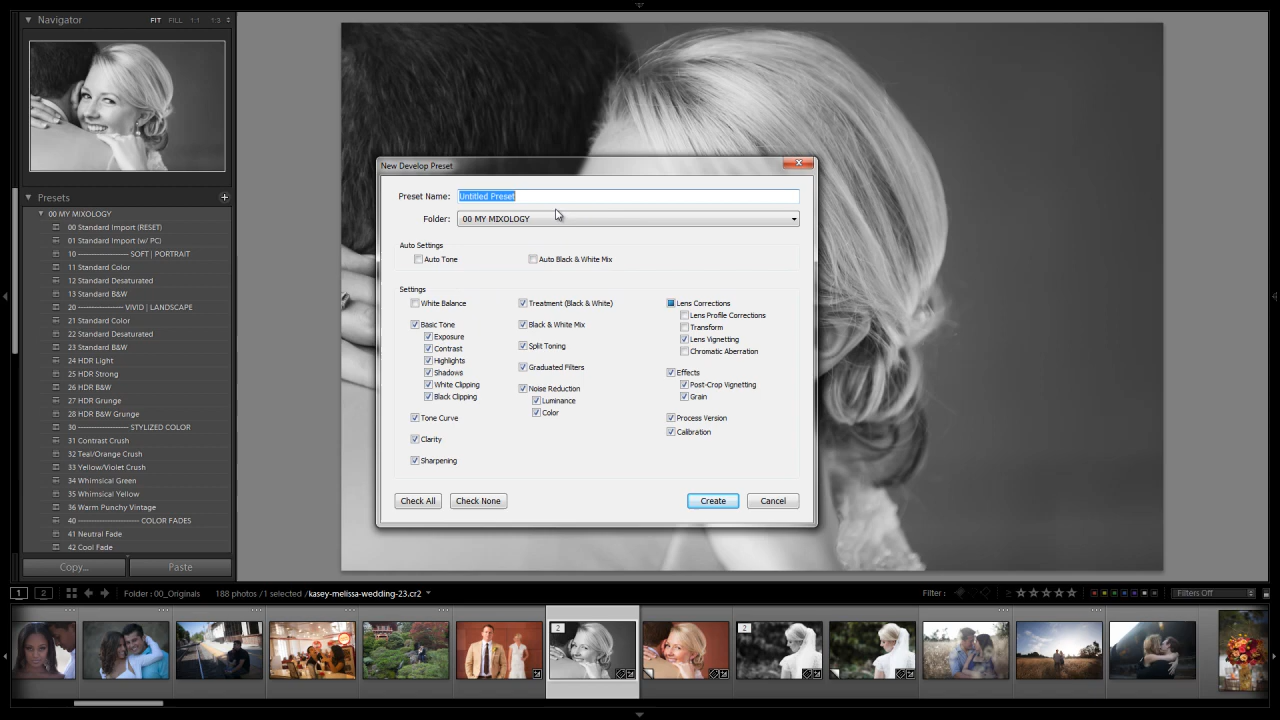 Navigator FIT FILL 1:1 1:3
Presets +
00 MY MIXOLOGY
00 Standard Import (RESET)
01 Standard Import (w/ PC)
10 ---------------- SOFT | PORTRAIT
11 Standard Color
12 Standard Desaturated
13 Standard B&W
20 ---------------- VIVID | LANDSCAPE
21 Standard Color
22 Standard Desaturated
23 Standard B&W
24 HDR Light
25 HDR Strong
26 HDR B&W
27 HDR Grunge
28 HDR B&W Grunge
30 ---------------- STYLIZED COLOR
31 Contrast Crush
32 Teal/Orange Crush
33 Yellow/Violet Crush
34 Whimsical Green
35 Whimsical Yellow
36 Warm Punchy Vintage
40 --------------------- COLOR FADES
41 Neutral Fade
42 Cool Fade
Copy... Paste
New Develop Preset
Preset Name: Untitled Preset
Folder: 00 MY MIXOLOGY
Auto Settings
Auto Tone Auto Black & White Mix
Settings
White Balance
Basic Tone
Exposure
Contrast
Highlights
Shadows
White Clipping
Black Clipping
Tone Curve
Clarity
Sharpening
Treatment (Black & White)
Black & White Mix
Split Toning
Graduated Filters
Noise Reduction
Luminance
Color
Lens Corrections
Lens Profile Corrections
Transform
Lens Vignetting
Chromatic Aberration
Effects
Post-Crop Vignetting
Grain
Process Version
Calibration
Check All Check None Create Cancel
1 2 Folder : 00_Originals 188 photos / 1 selected / kasey-melissa-wedding-23.cr2 Filter : ≥ Filters Off
2 2